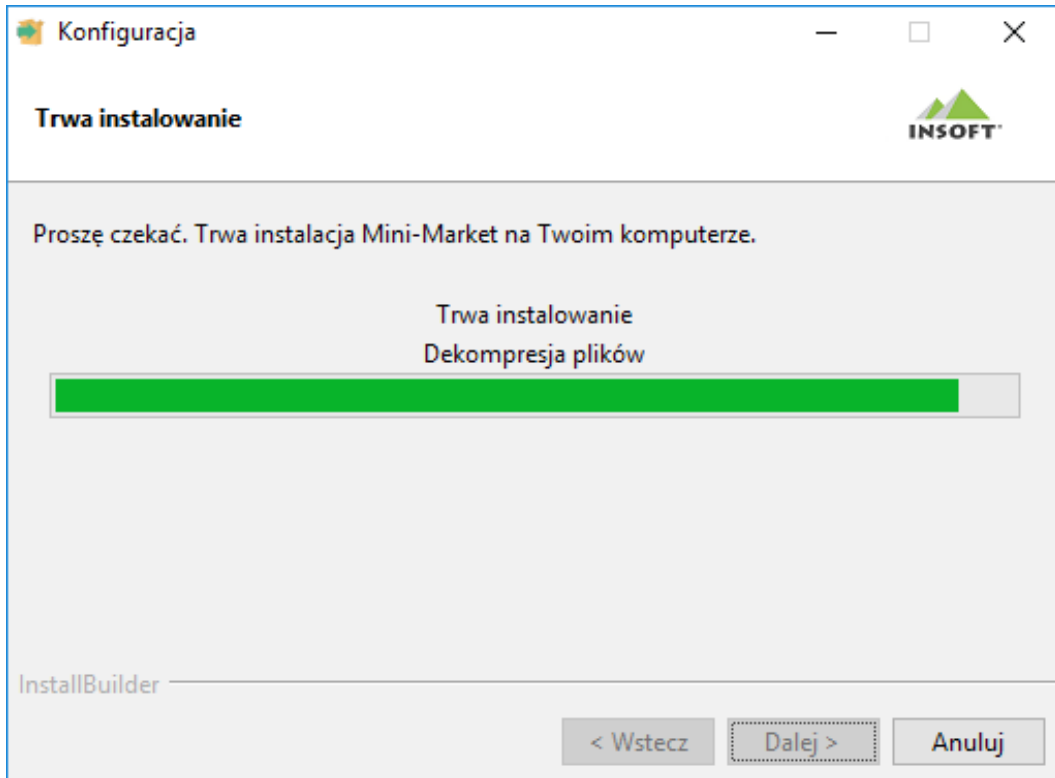 Konfiguracja
Trwa instalowanie
INSOFT
Proszę czekać. Trwa instalacja Mini-Market na Twoim komputerze.
Trwa instalowanie
Dekompresja plików
InstallBuilder
< Wstecz
Dalej >
Anuluj